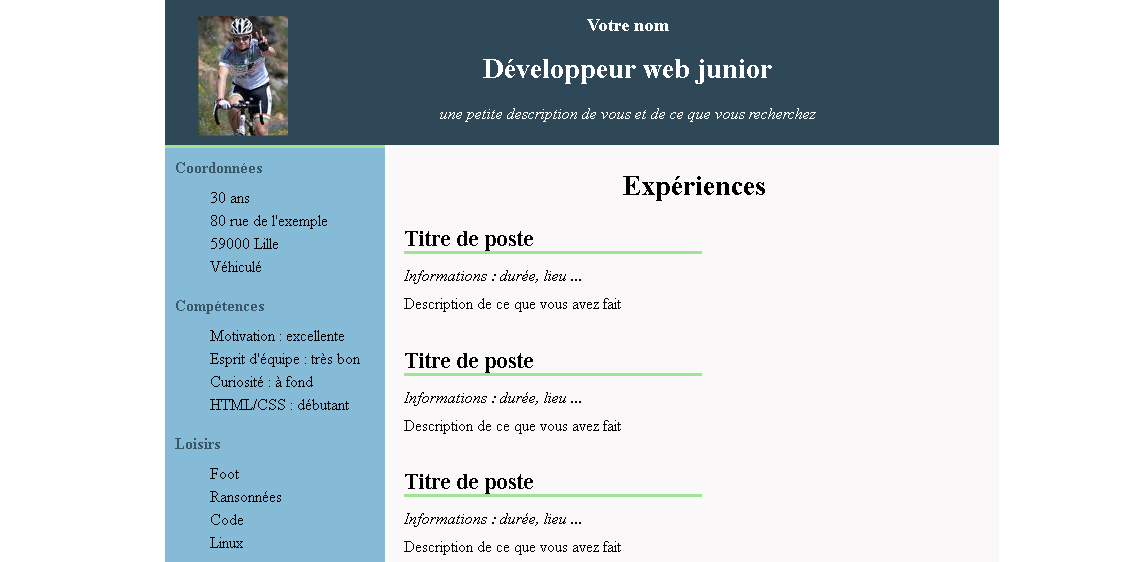 Votre nom
Développeur web junior
une petite description de vous et de ce que vous recherchez
Coordonnées
30 ans
80 rue de l'exemple
59000 Lille
Véhiculé
Compétences
Motivation : excellente
Esprit d'équipe : très bon
Curiosité : à fond
HTML/CSS : débutant
Loisirs
Foot
Ransonnées
Code
Linux
Expériences
Titre de poste
Informations : durée, lieu ...
Description de ce que vous avez fait
Titre de poste
Informations : durée, lieu ...
Description de ce que vous avez fait
Titre de poste
Informations : durée, lieu ...
Description de ce que vous avez fait